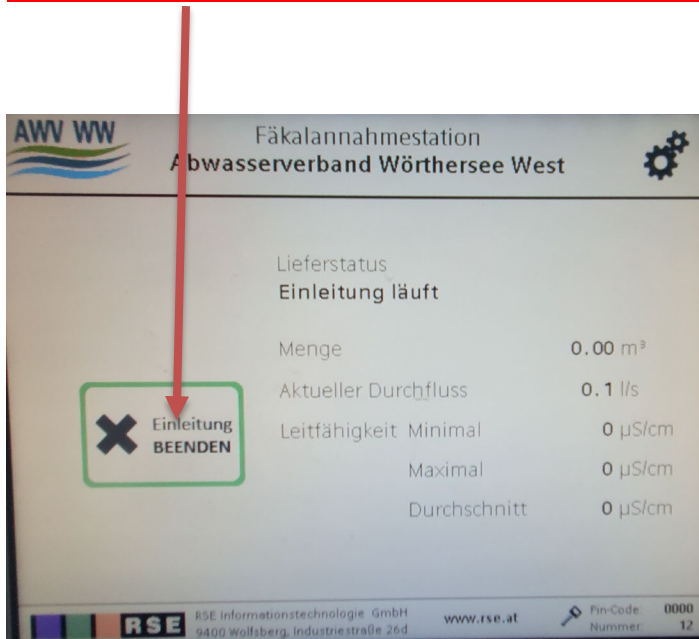 AWV WW
Fäkalannahmestation
Abwasserverband Wörthersee West
Lieferstatus
Einleitung läuft
Menge 0.00 m³
Aktueller Durchfluss 0.1 l/s
Einleitung
BEENDEN
Leitfähigkeit Minimal 0 µS/cm
Maximal 0 µS/cm
Durchschnitt 0 µS/cm
RSE
RSE Informationstechnologie GmbH
9400 Wolfsberg, Industriestraße 26d
www.rse.at
Pin-Code 0000
Nummer 12